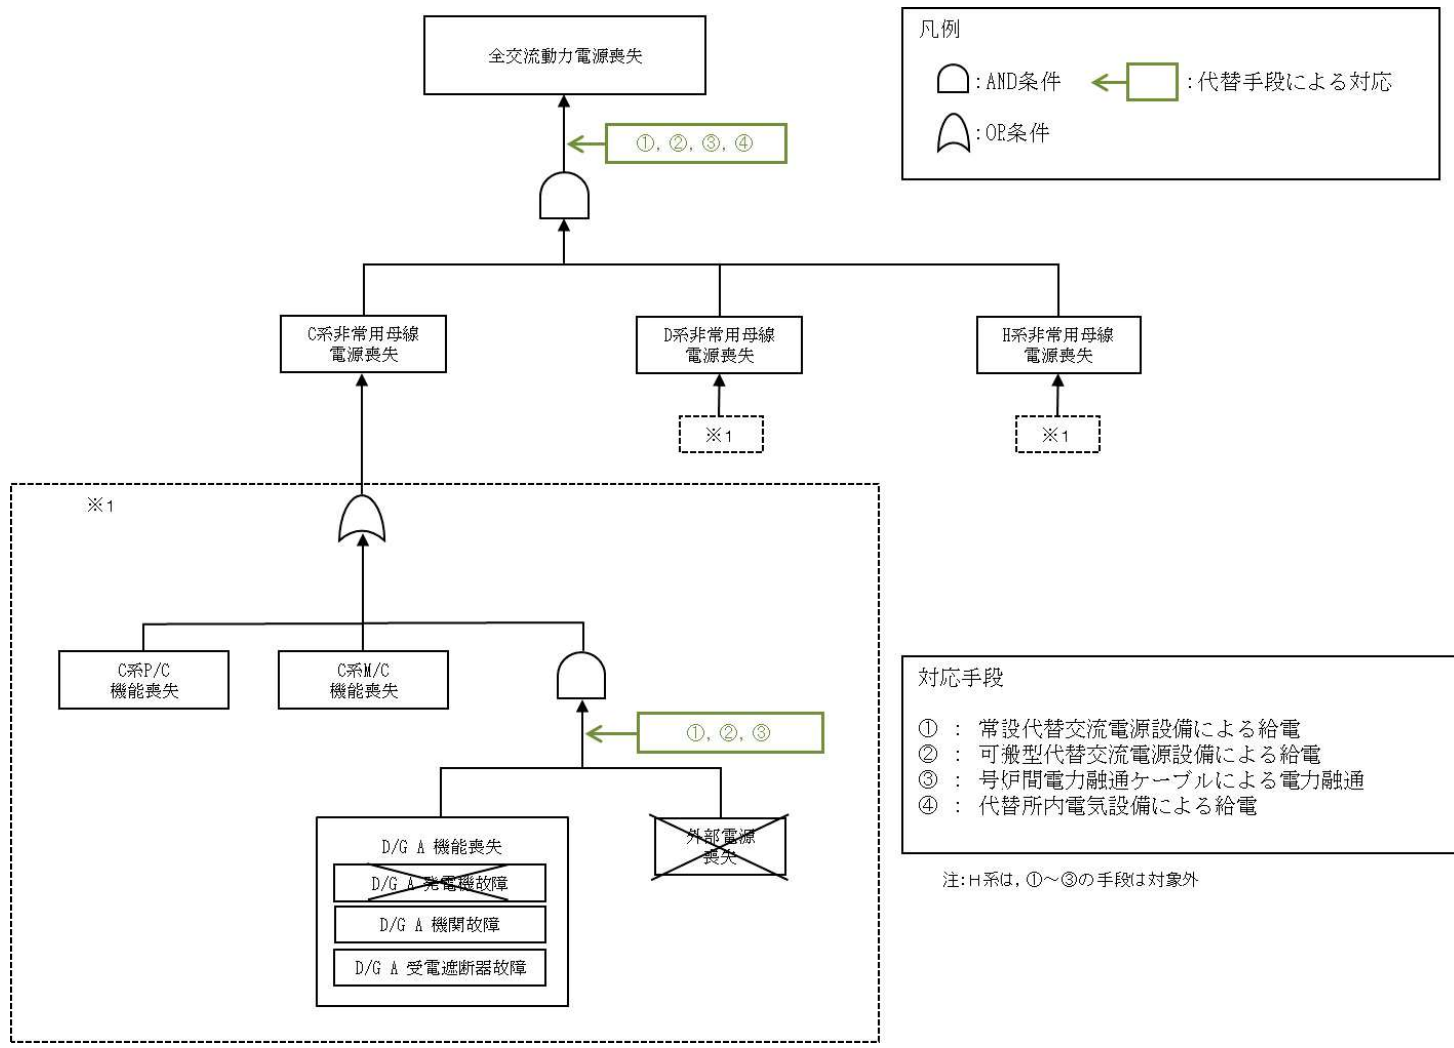 全交流動力電源喪失
凡例
:AND条件
:代替手段による対応
:OR条件
①, ②, ③, ④
C系非常用母線
電源喪失
D系非常用母線
電源喪失
H系非常用母線
電源喪失
※1
※1
※1
C系P/C
機能喪失
C系M/C
機能喪失
①, ②, ③
D/G A 機能喪失
D/G A 発電機故障
D/G A 機関故障
D/G A 受電遮断器故障
外部電源
喪失
対応手段
① : 常設代替交流電源設備による給電
② : 可搬型代替交流電源設備による給電
③ : 号炉間電力融通ケーブルによる電力融通
④ : 代替所内電気設備による給電
注:H系は, ①～③の手段は対象外